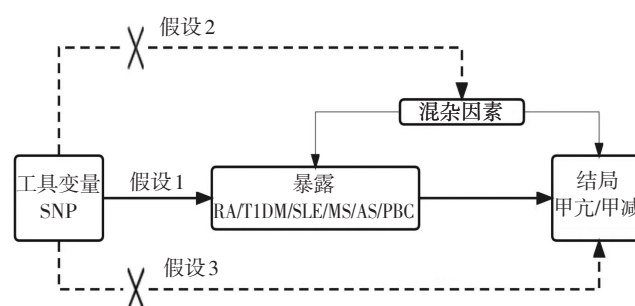 假设2
混杂因素
工具变量
SNP
假设1
暴露
RA/T1DM/SLE/MS/AS/PBC
结局
甲亢/甲减
假设3